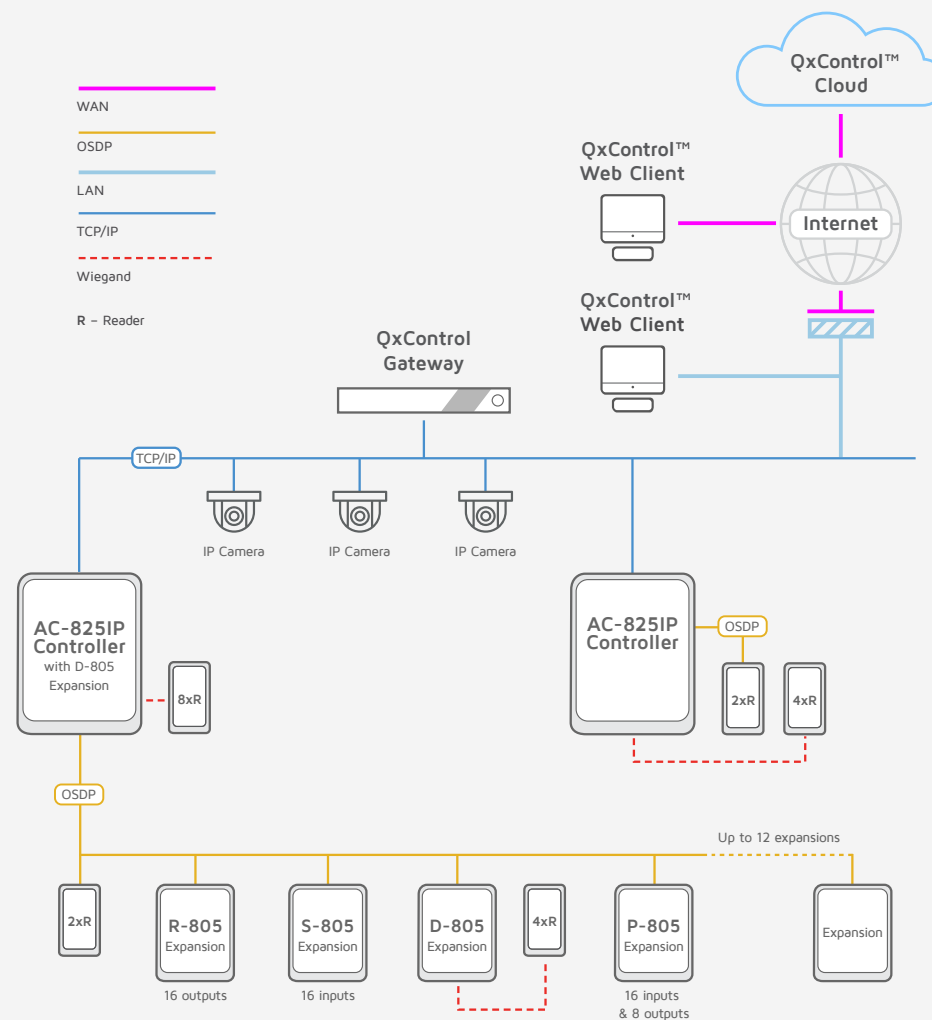 QxControl™
Cloud
WAN
OSDP
LAN
TCP/IP
Wiegand
R – Reader
QxControl™
Web Client
Internet
QxControl™
Web Client
QxControl
Gateway
TCP/IP
IP Camera
IP Camera
IP Camera
AC-825IP
Controller
with D-805
Expansion
8xR
AC-825IP
Controller
OSDP
2xR
4xR
OSDP
Up to 12 expansions
2xR
R-805
Expansion
16 outputs
S-805
Expansion
16 inputs
D-805
Expansion
4xR
P-805
Expansion
16 inputs
& 8 outputs
Expansion